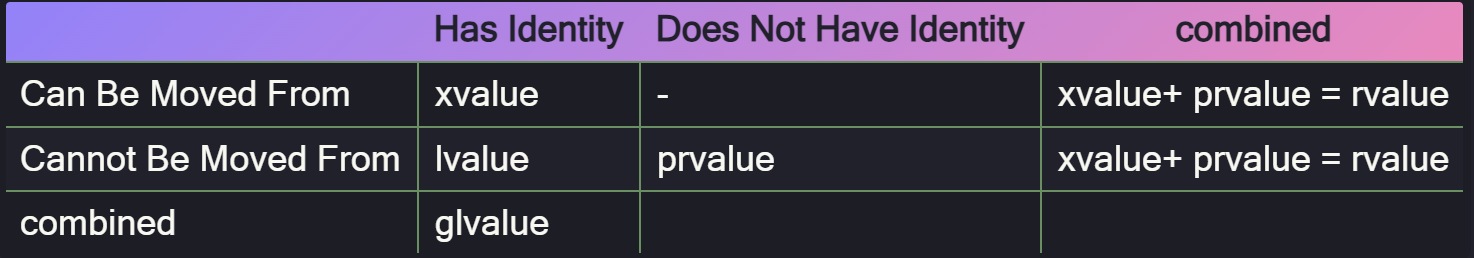 Has Identity Does Not Have Identity combined
Can Be Moved From xvalue - xvalue+ prvalue = rvalue
Cannot Be Moved From lvalue prvalue xvalue+ prvalue = rvalue
combined glvalue